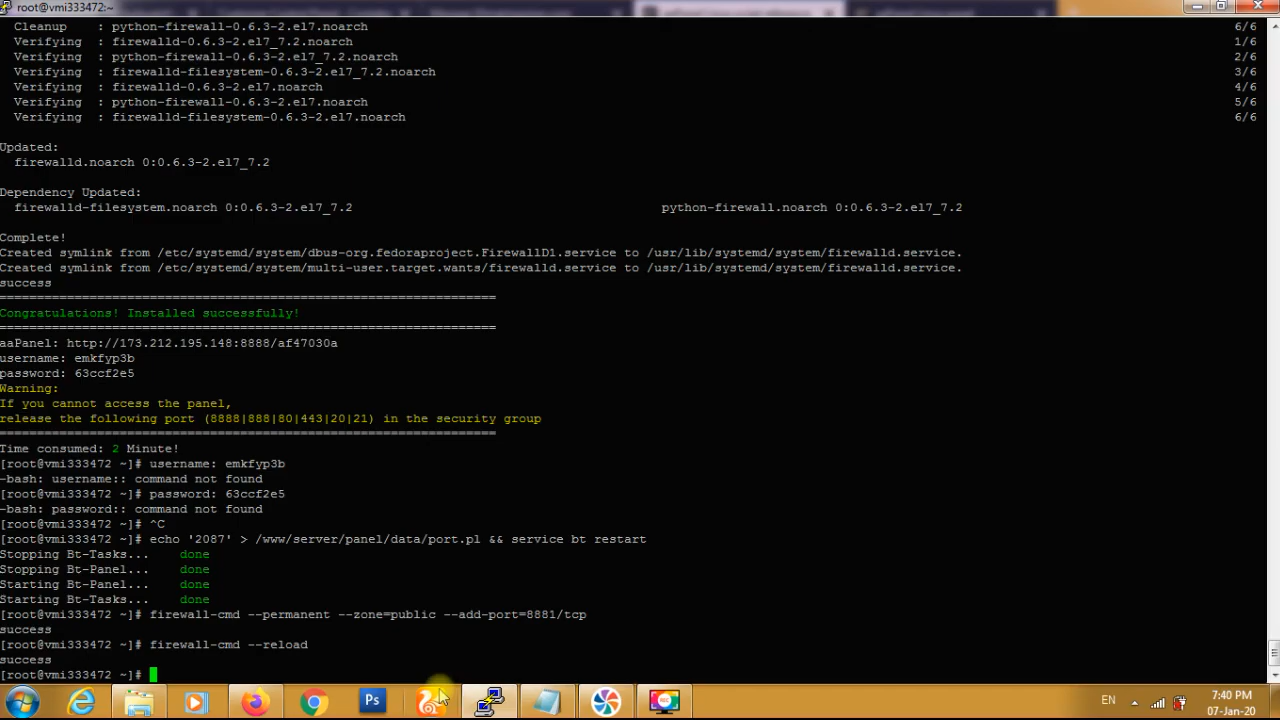 root@vmi333472:~
Cleanup : python-firewall-0.6.3-2.el7.noarch 6/6
Verifying : firewalld-0.6.3-2.el7_7.2.noarch 1/6
Verifying : python-firewall-0.6.3-2.el7_7.2.noarch 2/6
Verifying : firewalld-filesystem-0.6.3-2.el7_7.2.noarch 3/6
Verifying : firewalld-0.6.3-2.el7.noarch 4/6
Verifying : python-firewall-0.6.3-2.el7.noarch 5/6
Verifying : firewalld-filesystem-0.6.3-2.el7.noarch 6/6
Updated:
firewalld.noarch 0:0.6.3-2.el7_7.2
Dependency Updated:
firewalld-filesystem.noarch 0:0.6.3-2.el7_7.2 python-firewall.noarch 0:0.6.3-2.el7_7.2
Complete!
Created symlink from /etc/systemd/system/dbus-org.fedoraproject.FirewallD1.service to /usr/lib/systemd/system/firewalld.service.
Created symlink from /etc/systemd/system/multi-user.target.wants/firewalld.service to /usr/lib/systemd/system/firewalld.service.
success
==================================================================
Congratulations! Installed successfully!
==================================================================
aaPanel: http://173.212.195.148:8888/af47030a
username: emkfyp3b
password: 63ccf2e5
Warning:
If you cannot access the panel,
release the following port (8888|888|80|443|20|21) in the security group
==================================================================
Time consumed: 2 Minute!
[root@vmi333472 ~]# username: emkfyp3b
-bash: username:: command not found
[root@vmi333472 ~]# password: 63ccf2e5
-bash: password:: command not found
[root@vmi333472 ~]# ^C
[root@vmi333472 ~]# echo '2087' > /www/server/panel/data/port.pl && service bt restart
Stopping Bt-Tasks... done
Stopping Bt-Panel... done
Starting Bt-Panel... done
Starting Bt-Tasks... done
[root@vmi333472 ~]# firewall-cmd --permanent --zone=public --add-port=8881/tcp
success
[root@vmi333472 ~]# firewall-cmd --reload
success
[root@vmi333472 ~]#
Ps
EN
7:40 PM
07-Jan-20